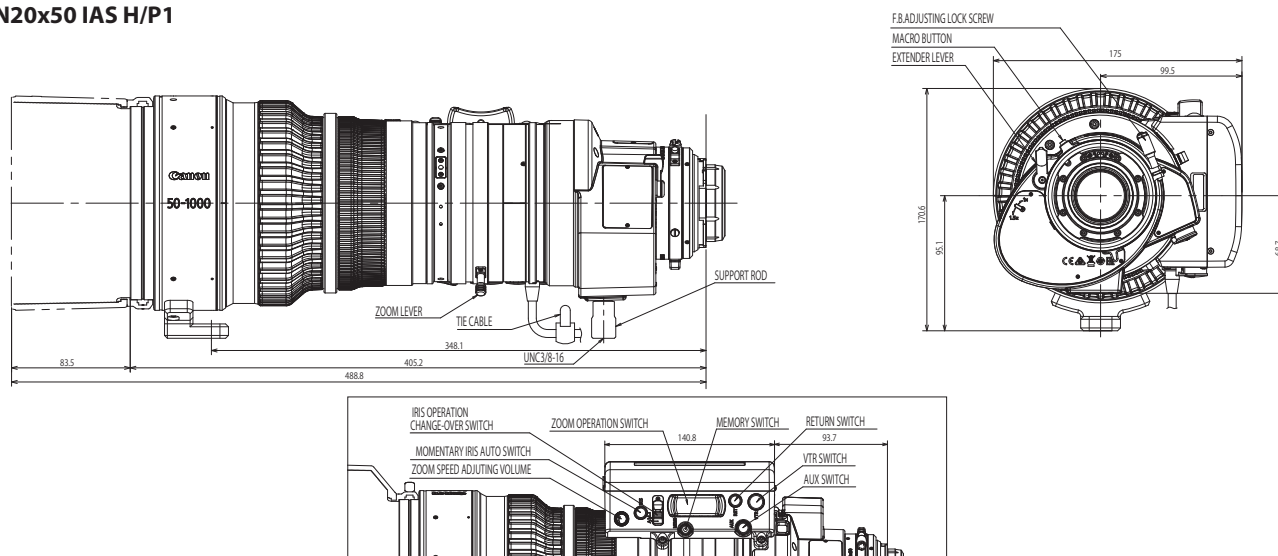 N20x50 IAS H/P1
F.B.ADJUSTING LOCK SCREW
MACRO BUTTON
EXTENDER LEVER
175
99.5
170.6
95.1
Canon
50-1000
SUPPORT ROD
ZOOM LEVER
TIE CABLE
UNC3/8-16
348.1
83.5
405.2
488.8
IRIS OPERATION
CHANGE-OVER SWITCH
ZOOM OPERATION SWITCH
MEMORY SWITCH
RETURN SWITCH
140.8
93.7
MOMENTARY IRIS AUTO SWITCH
VTR SWITCH
ZOOM SPEED ADJUTING VOLUME
AUX SWITCH